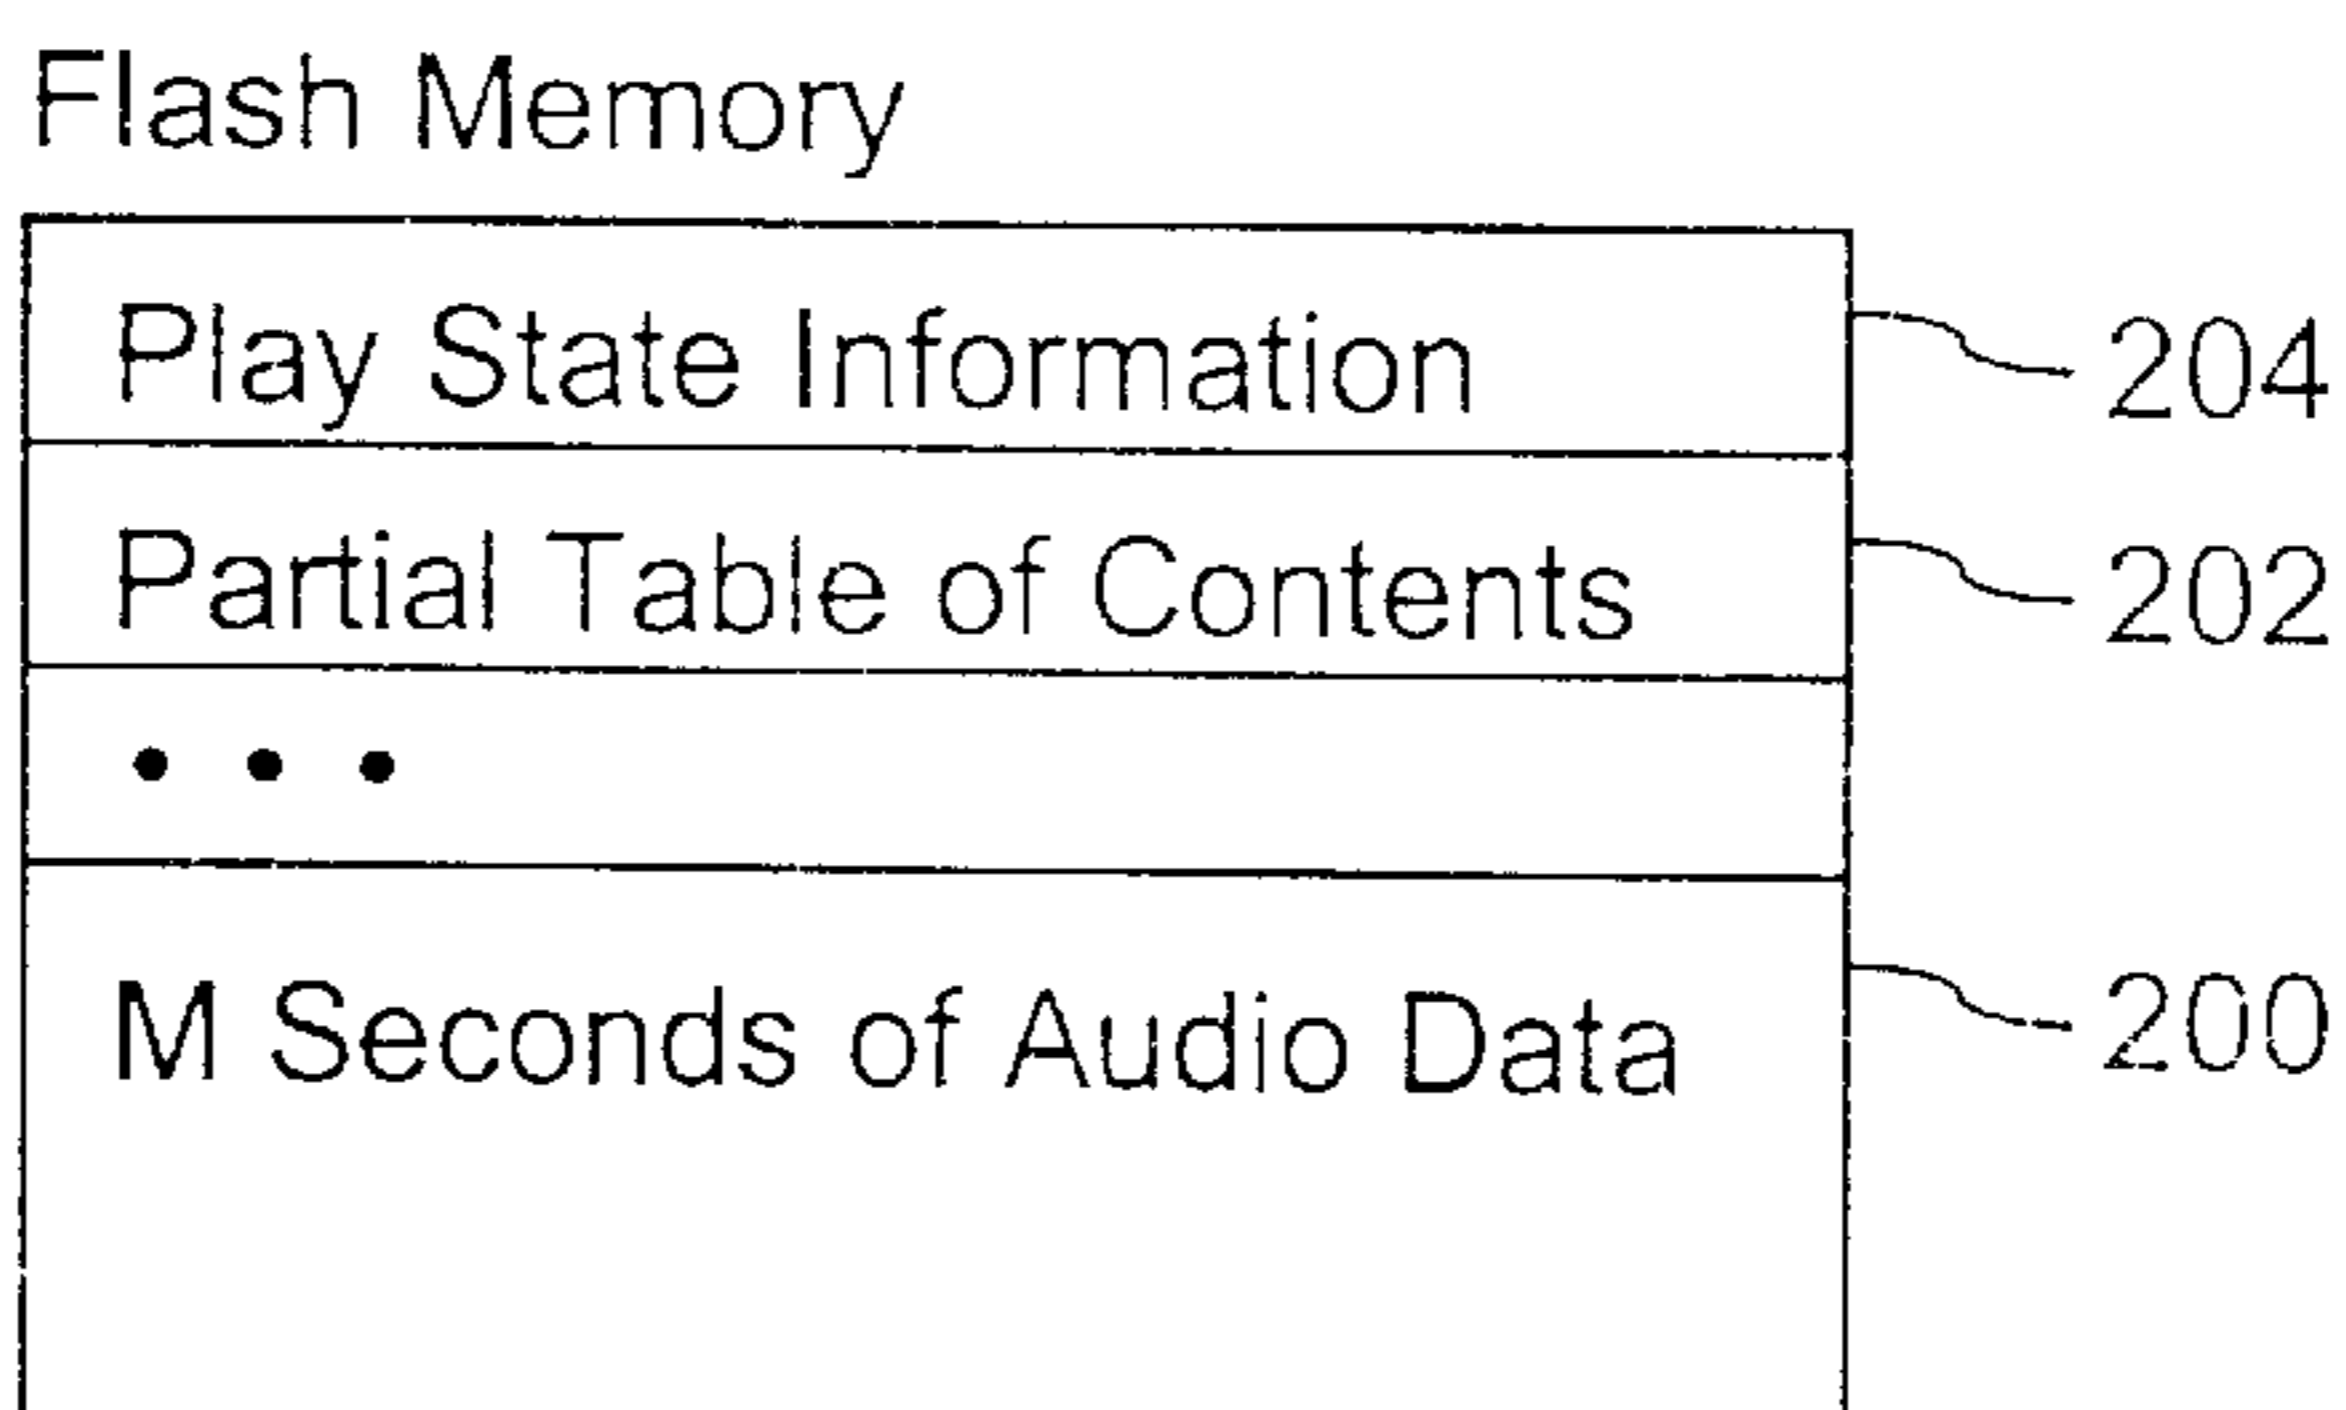 Flash Memory
Play State Information 204
Partial Table of Contents 202
• • •
M Seconds of Audio Data 200